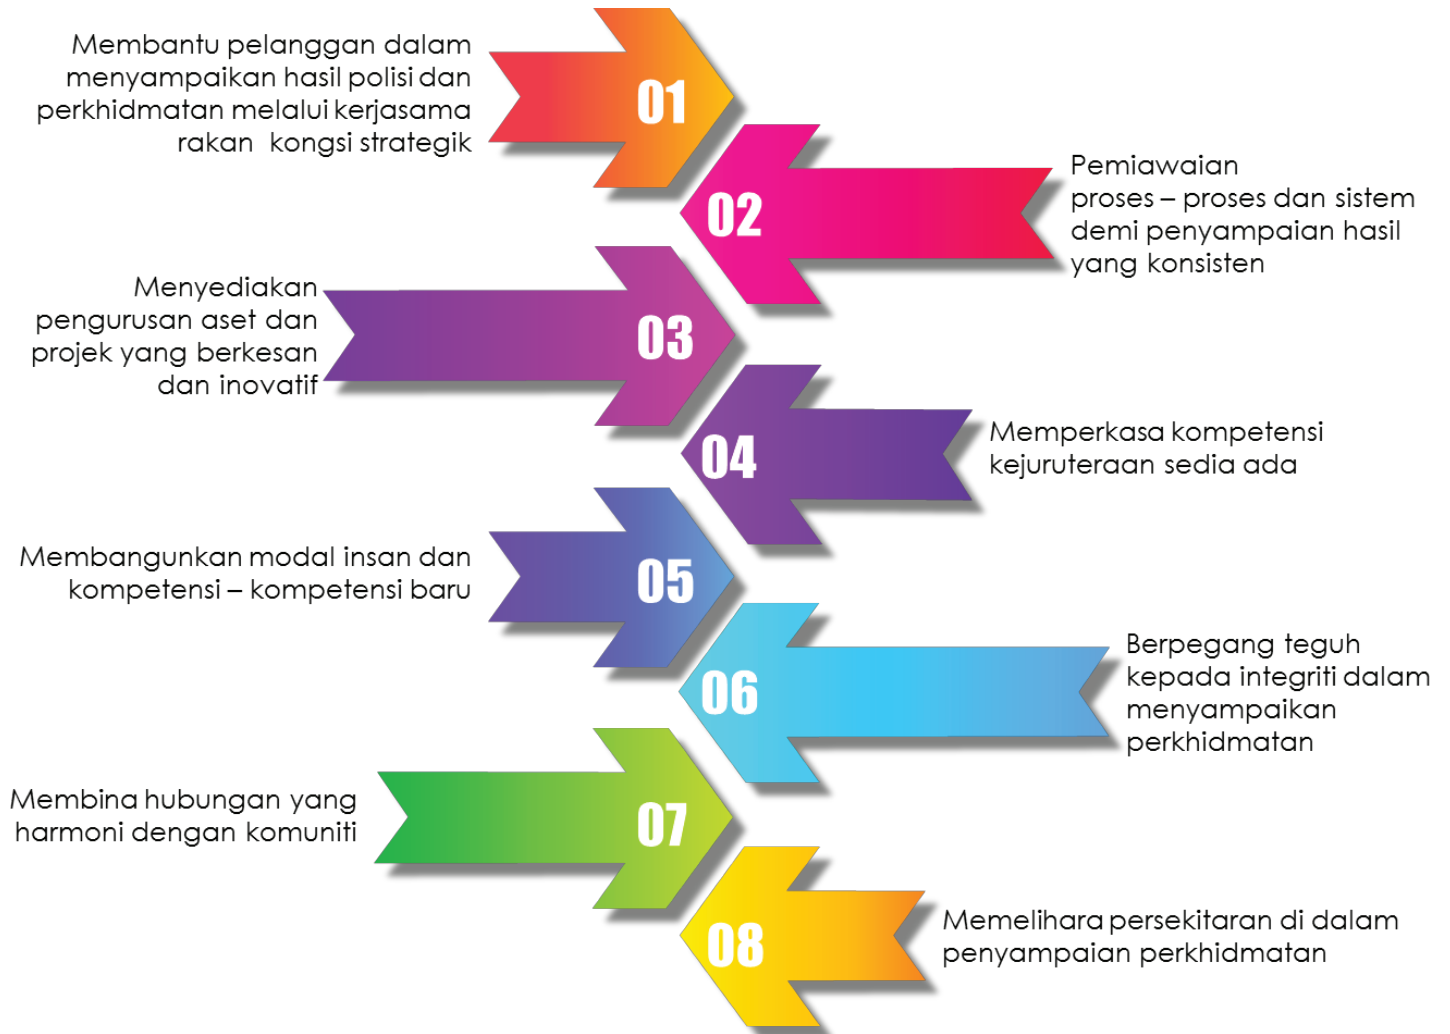 Membantu pelanggan dalam
menyampaikan hasil polisi dan
perkhidmatan melalui kerjasama
rakan kongsi strategik
01
02
Pemiawaian
proses – proses dan sistem
demi penyampaian hasil
yang konsisten
Menyediakan
pengurusan aset dan
projek yang berkesan
dan inovatif
03
04
Memperkasa kompetensi
kejuruteraan sedia ada
Membangunkan modal insan dan
kompetensi – kompetensi baru
05
06
Berpegang teguh
kepada integriti dalam
menyampaikan
perkhidmatan
Membina hubungan yang
harmoni dengan komuniti
07
08
Memelihara persekitaran di dalam
penyampaian perkhidmatan